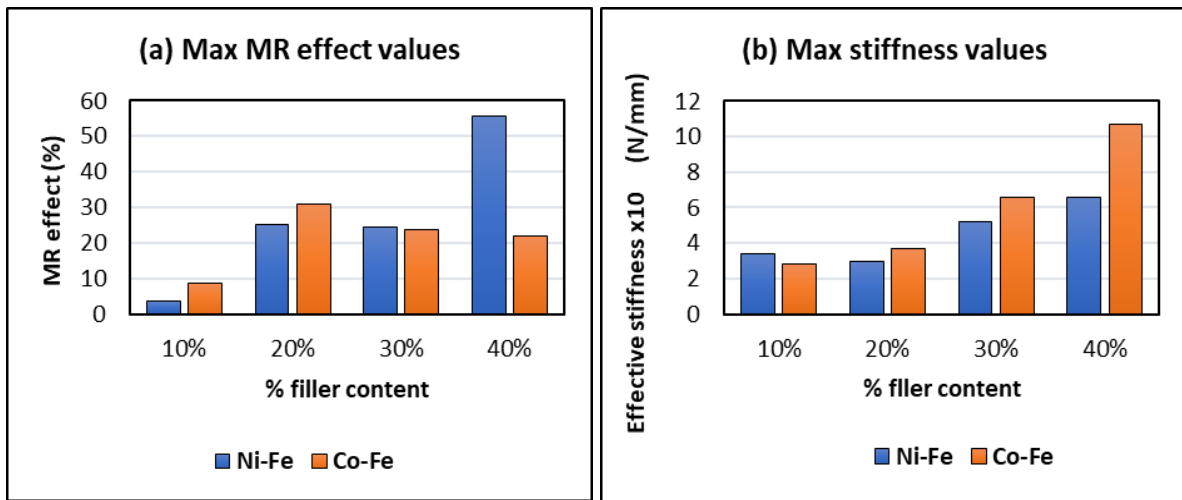 (a) Max MR effect values
MR effect (%)
60
50
40
30
20
10
0
10% 20% 30% 40%
% filler content
Ni-Fe Co-Fe
(b) Max stiffness values
Effective stiffness x10 (N/mm)
12
10
8
6
4
2
0
10% 20% 30% 40%
% fller content
Ni-Fe Co-Fe